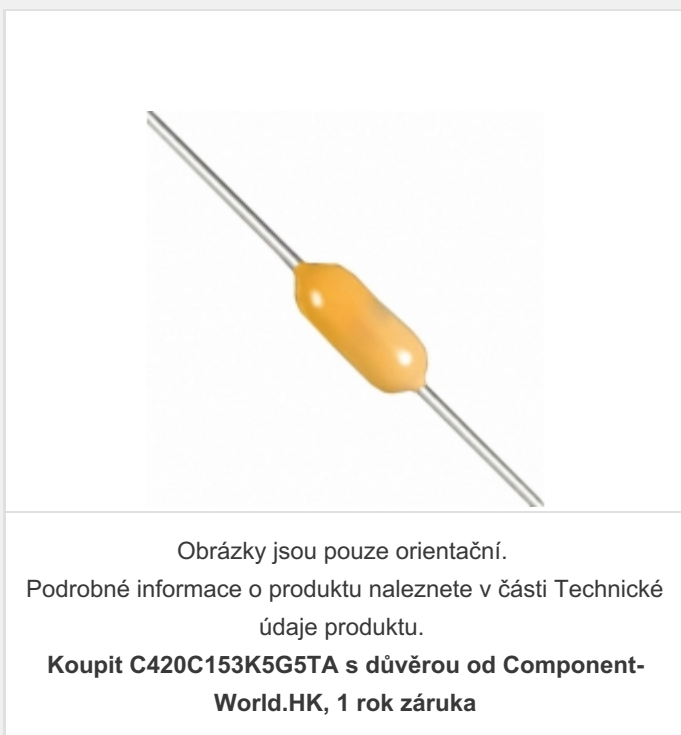 Obrázky jsou pouze orientační.
Podrobné informace o produktu naleznete v části Technické
údaje produktu.
Koupit C420C153K5G5TA s důvěrou od Component-
World.HK, 1 rok záruka